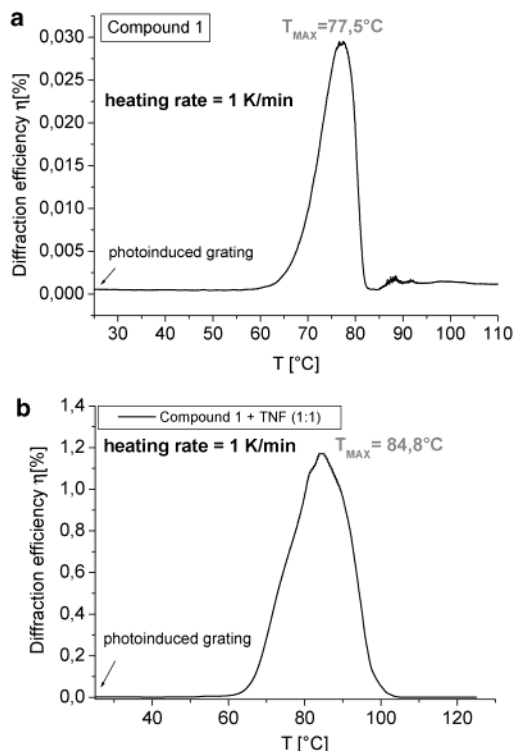 a
Compound 1
T_MAX=77,5°C
heating rate = 1 K/min
photoinduced grating
Diffraction efficiency η[%]
0,030
0,025
0,020
0,015
0,010
0,005
0,000
30 40 50 60 70 80 90 100 110
T [°C]
b
Compound 1 + TNF (1:1)
heating rate = 1 K/min
T_MAX= 84,8°C
photoinduced grating
Diffraction efficiency η[%]
1,4
1,2
1,0
0,8
0,6
0,4
0,2
0,0
40 60 80 100 120
T [°C]